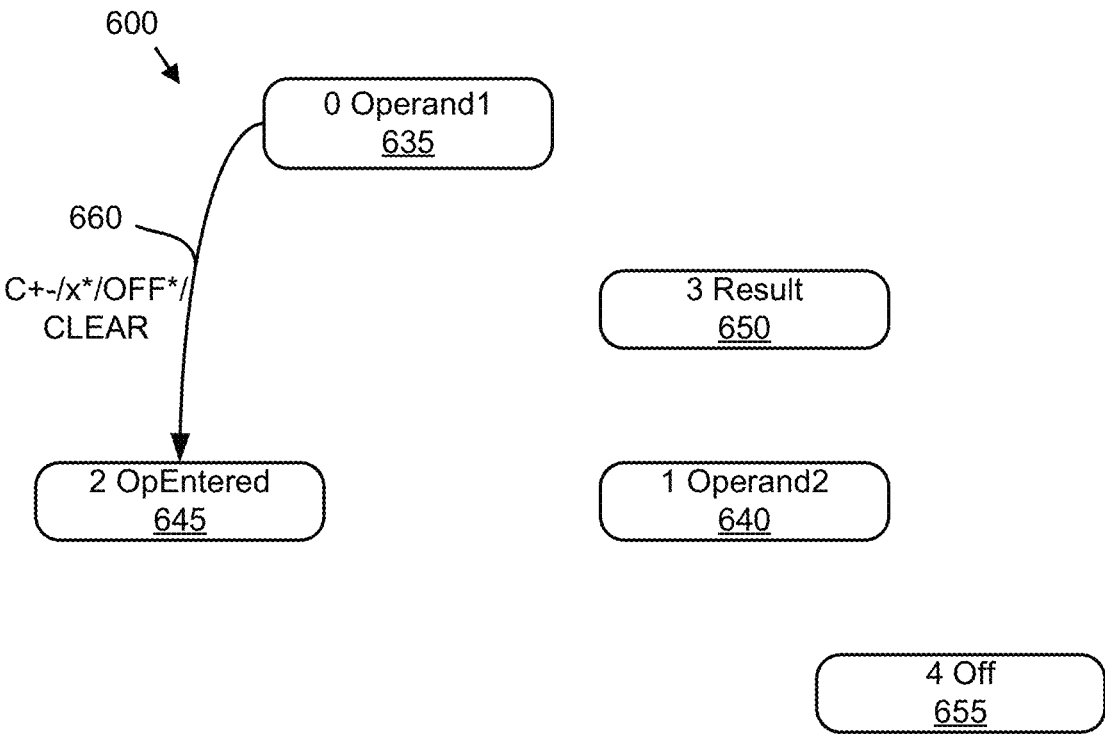 600
0 Operand1
635
660
C+-/x*/OFF*/
CLEAR
3 Result
650
2 OpEntered
645
1 Operand2
640
4 Off
655